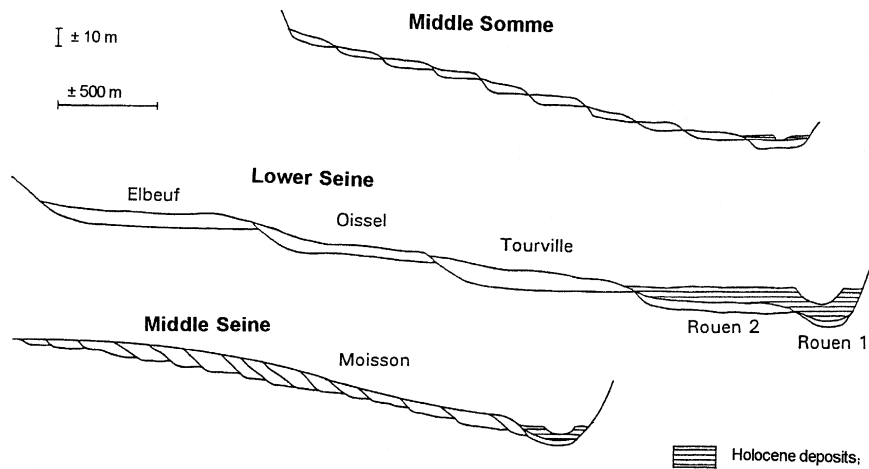 Middle Somme
± 10 m
± 500 m
Lower Seine
Elbeuf
Oissel
Tourville
Rouen 2
Rouen 1
Middle Seine
Moisson
Holocene deposits;